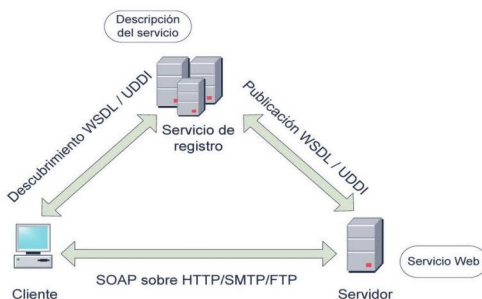 Descripción
del servicio
Servicio de
registro
Descubrimiento WSDL / UDDI
Publicación WSDL / UDDI
Servicio Web
SOAP sobre HTTP/SMTP/FTP
Cliente
Servidor